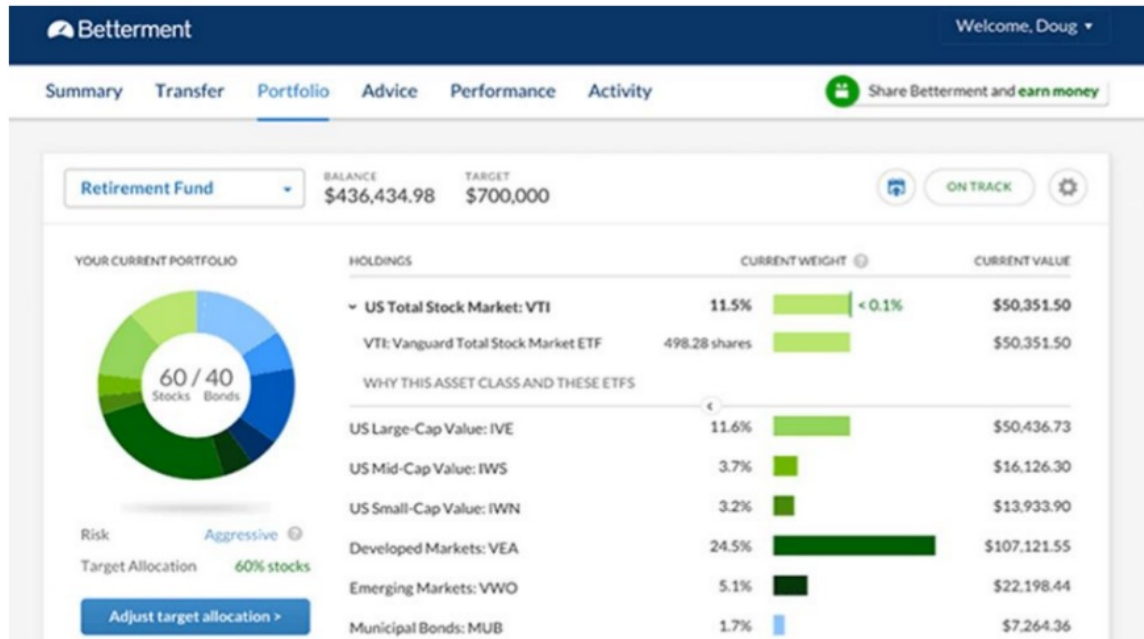 Betterment
Welcome, Doug
Summary Transfer Portfolio Advice Performance Activity
Share Betterment and earn money
Retirement Fund
BALANCE
$436,434.98
TARGET
$700,000
ON TRACK
YOUR CURRENT PORTFOLIO
60 / 40
Stocks Bonds
Risk Aggressive ?
Target Allocation 60% stocks
Adjust target allocation >
HOLDINGS CURRENT WEIGHT ? CURRENT VALUE
US Total Stock Market: VTI 11.5% < 0.1% $50,351.50
VTI: Vanguard Total Stock Market ETF 498.28 shares $50,351.50
WHY THIS ASSET CLASS AND THESE ETFS
US Large-Cap Value: IVE 11.6% $50,436.73
US Mid-Cap Value: IWS 3.7% $16,126.30
US Small-Cap Value: IWN 3.2% $13,933.90
Developed Markets: VEA 24.5% $107,121.55
Emerging Markets: VWO 5.1% $22,198.44
Municipal Bonds: MUB 1.7% $7,264.36